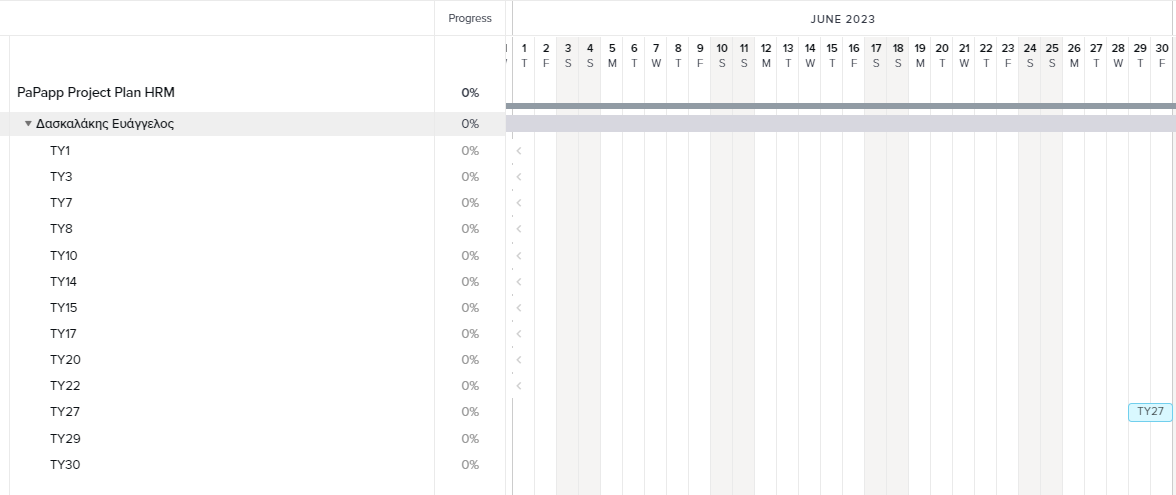 Progress JUNE 2023
1 2 3 4 5 6 7 8 9 10 11 12 13 14 15 16 17 18 19 20 21 22 23 24 25 26 27 28 29 30
T F S S M T W T F S S M T W T F S S M T W T F S S M T W T F
PaPapp Project Plan HRM 0%
Δασκαλάκης Ευάγγελος 0%
TY1 0%
TY3 0%
TY7 0%
TY8 0%
TY10 0%
TY14 0%
TY15 0%
TY17 0%
TY20 0%
TY22 0%
TY27 0% TY27
TY29 0%
TY30 0%